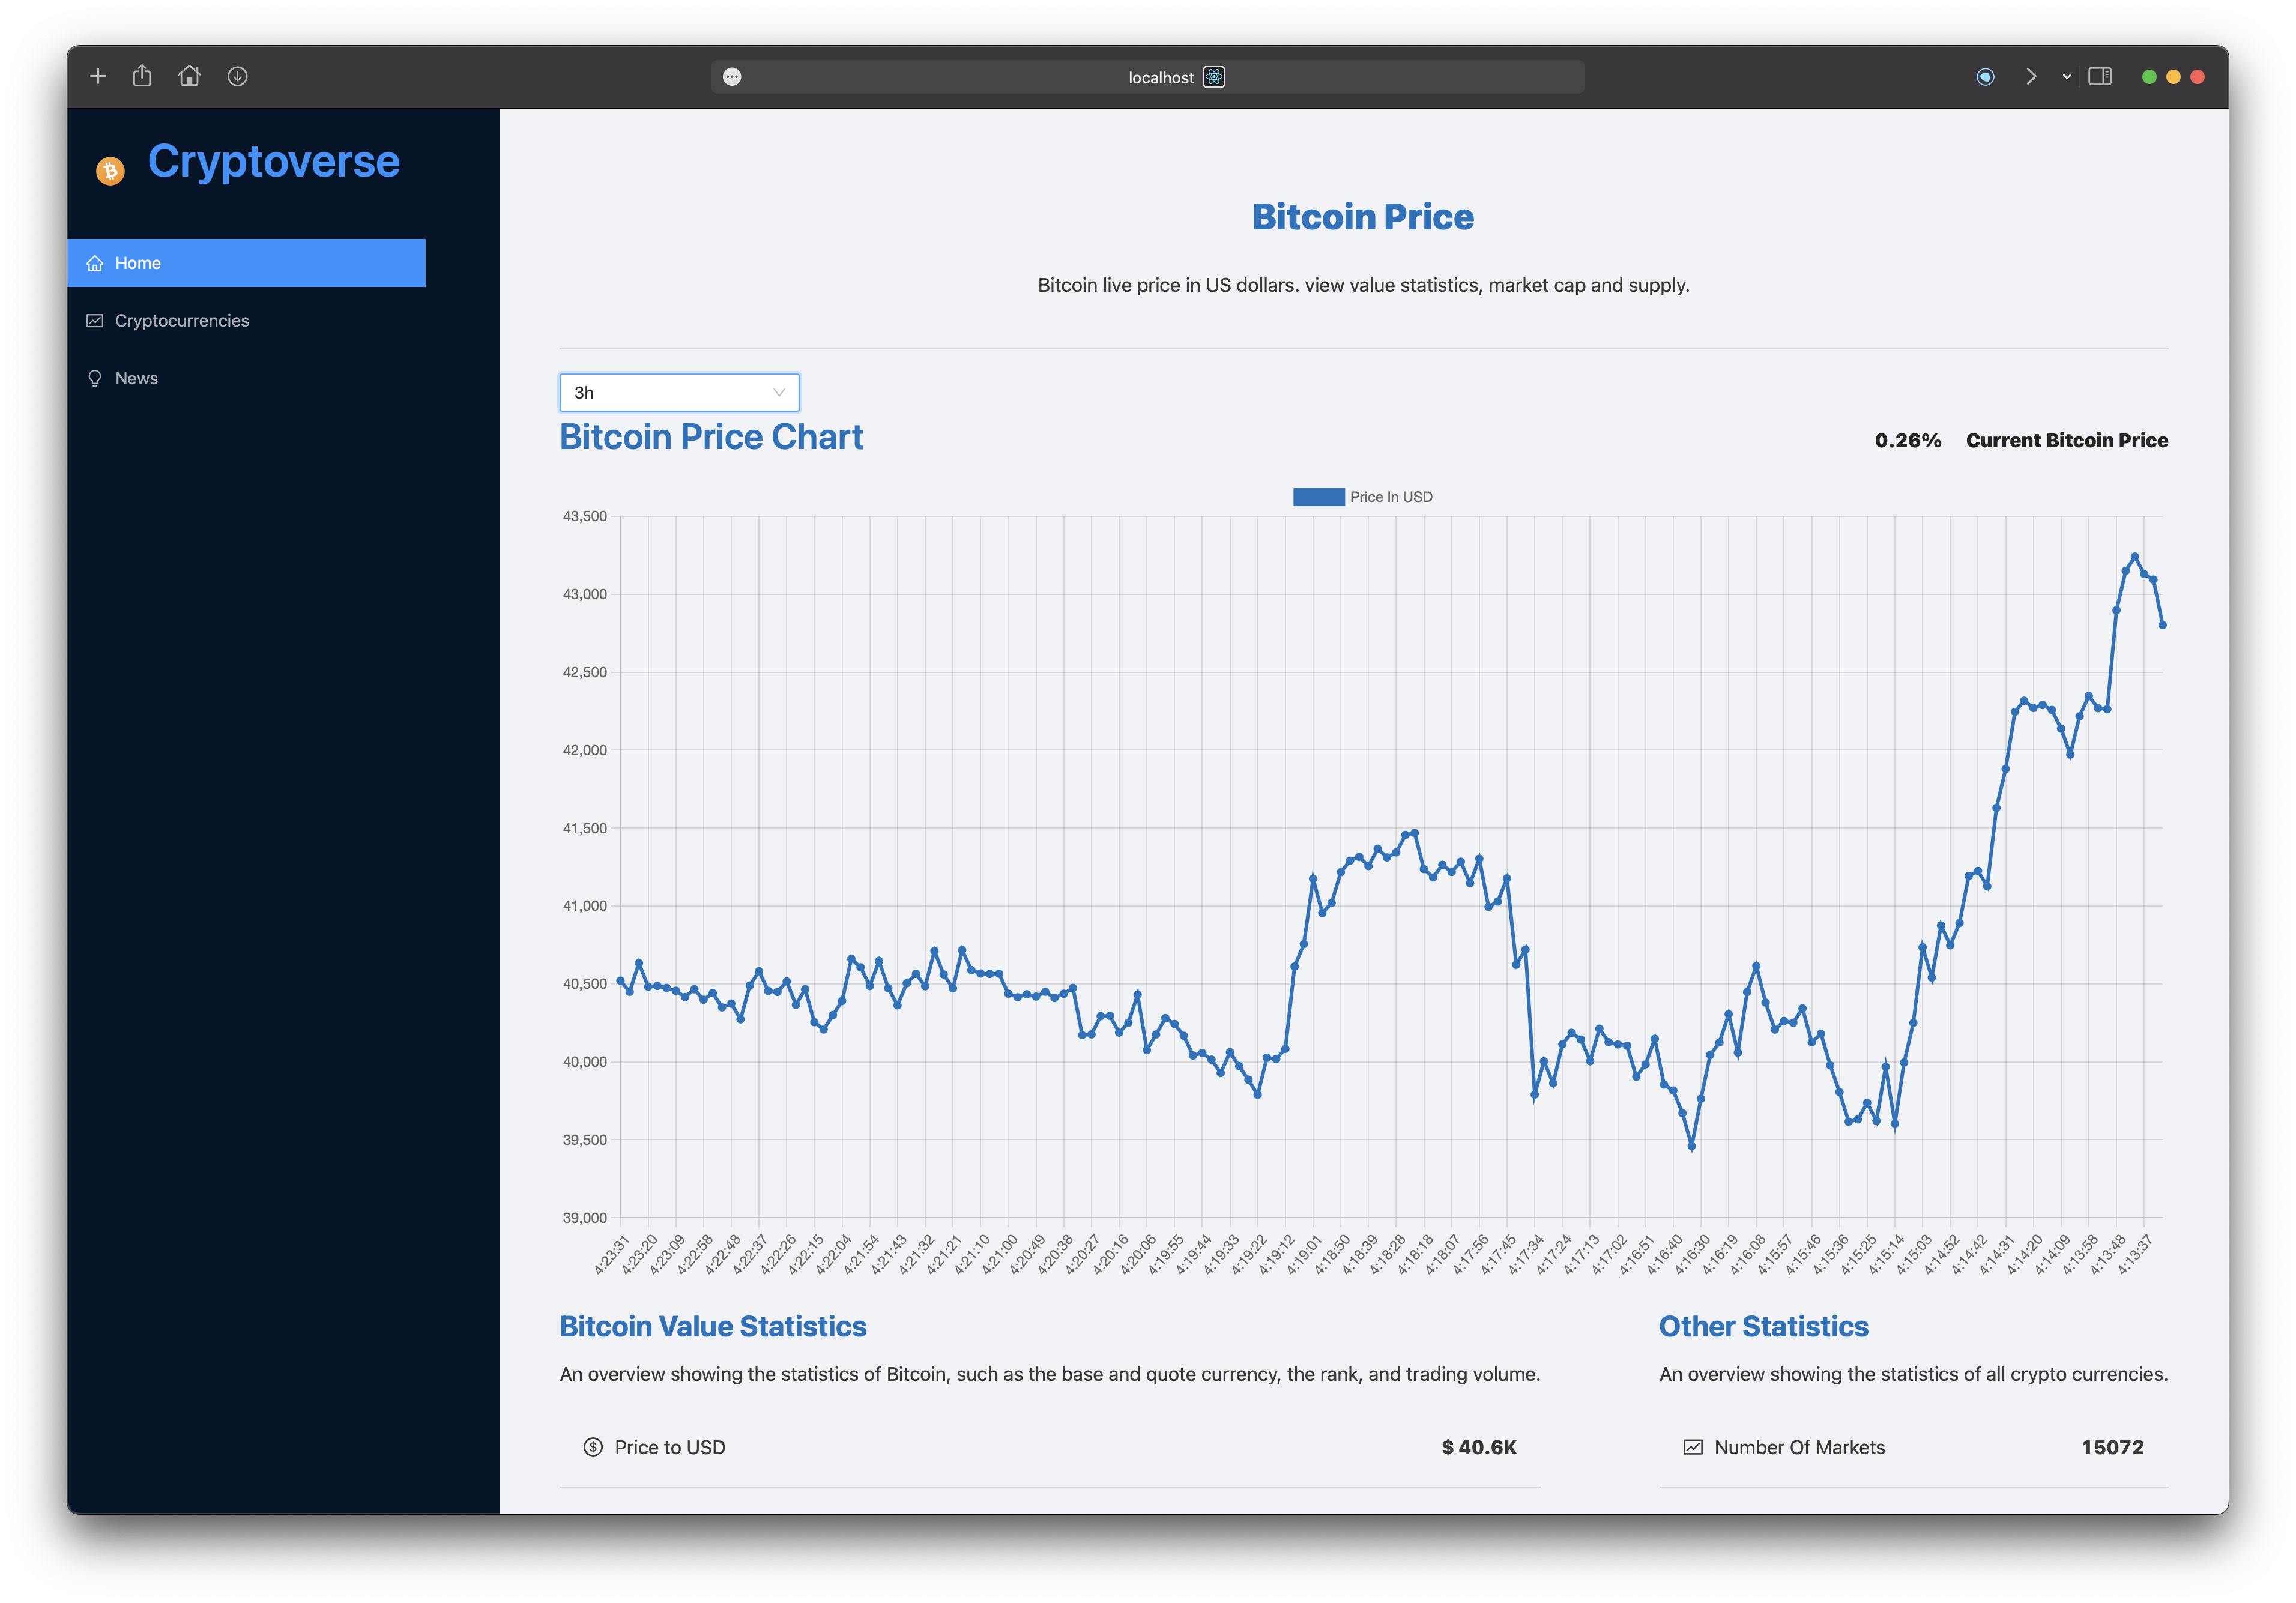 localhost
Cryptoverse
Home
Cryptocurrencies
News
Bitcoin Price
Bitcoin live price in US dollars. view value statistics, market cap and supply.
3h
Bitcoin Price Chart
0.26% Current Bitcoin Price
Price In USD
43,500
43,000
42,500
42,000
41,500
41,000
40,500
40,000
39,500
39,000
4:23:31 4:23:20 4:23:09 4:22:58 4:22:48 4:22:37 4:22:26 4:22:15 4:22:04 4:21:54 4:21:43 4:21:32 4:21:21 4:21:10 4:21:00 4:20:49 4:20:38 4:20:27 4:20:16 4:20:06 4:19:55 4:19:44 4:19:33 4:19:22 4:19:12 4:19:01 4:18:50 4:18:39 4:18:28 4:18:18 4:18:07 4:17:56 4:17:45 4:17:34 4:17:24 4:17:13 4:17:02 4:16:51 4:16:40 4:16:30 4:16:19 4:16:08 4:15:57 4:15:46 4:15:36 4:15:25 4:15:14 4:15:03 4:14:52 4:14:42 4:14:31 4:14:20 4:14:09 4:13:58 4:13:48 4:13:37
Bitcoin Value Statistics
An overview showing the statistics of Bitcoin, such as the base and quote currency, the rank, and trading volume.
Price to USD $ 40.6K
Other Statistics
An overview showing the statistics of all crypto currencies.
Number Of Markets 15072